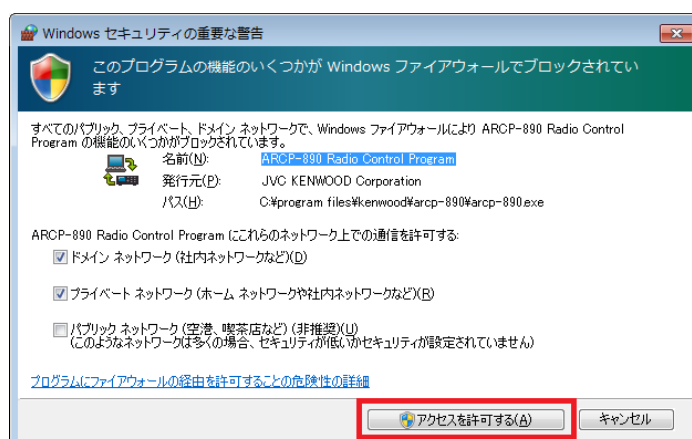 Windows セキュリティの重要な警告
このプログラムの機能のいくつかが Windows ファイアウォールでブロックされてい
ます
すべてのパブリック、プライベート、ドメイン ネットワークで、Windows ファイアウォールにより ARCP-890 Radio Control
Program の機能のいくつかがブロックされています。
名前(N): ARCP-890 Radio Control Program
発行元(P): JVC KENWOOD Corporation
パス(H): C:¥program files¥kenwood¥arcp-890¥arcp-890.exe
ARCP-890 Radio Control Program にこれらのネットワーク上での通信を許可する:
ドメイン ネットワーク (社内ネットワークなど)(D)
プライベート ネットワーク (ホーム ネットワークや社内ネットワークなど)(R)
パブリック ネットワーク (空港、喫茶店など) (非推奨)(U)
(このようなネットワークは多くの場合、セキュリティが低いかセキュリティが設定されていません)
プログラムにファイアウォールの経由を許可することの危険性の詳細
アクセスを許可する(A) キャンセル